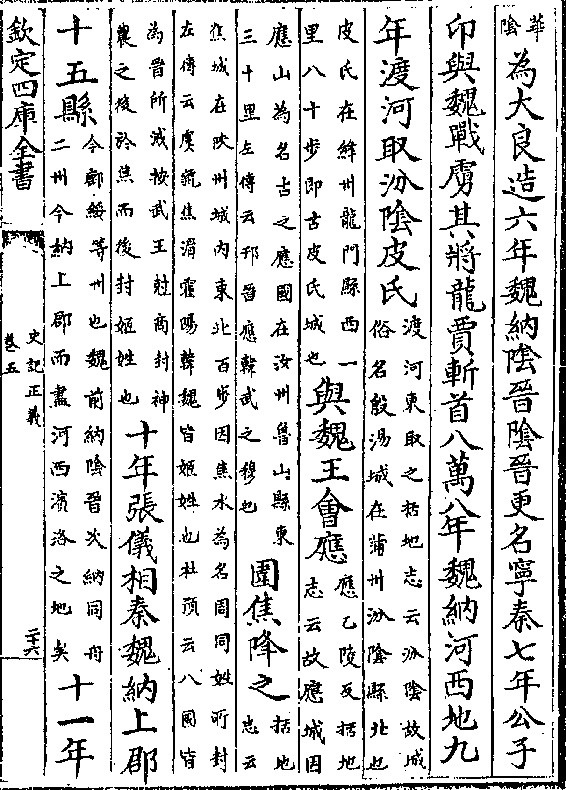 華陰為大良造六年魏納陰晉陰晉更名寧秦七年公子
卬與魏戰虜其將龍賈斬首八萬八年魏納河西地九
年渡河取汾陰皮氏
渡河東取之括地志云汾陰故城
俗名殷湯城在蒲州汾陰縣北也
皮氏在絳州龍門縣西一
里八十步即古皮氏城也
與魏王會應
應乙陵反括地
志云故應城因
應山為名古之應國在汝州魯山縣東
三十里左傳云邘晉應韓武之穆也
圍焦降之
括地
志云
焦城在陜州城內東北百步因焦水為名周同姓所封
左傳云虞虢焦滑霍陽韓魏皆姬姓也杜預云八國皆
為晉所滅按武王尅商封神
農之後於焦而後封姬姓也
十年張儀相秦魏納上郡
十五縣
今鄜綏等州也魏前納陰晉次納同丹
二州今納上郡而盡河西濱洛之地矣
十一年
欽定四庫全書
史記正義
卷五
二十六